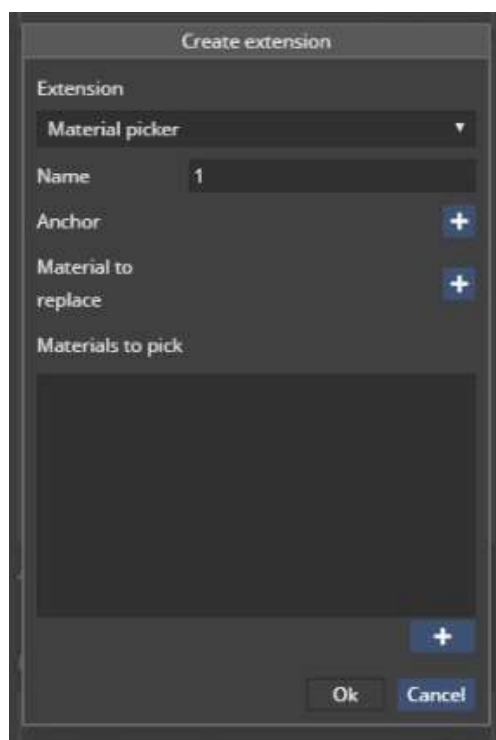 Create extension
Extension
Material picker
Name 1
Anchor
Material to
replace
Materials to pick
Ok Cancel